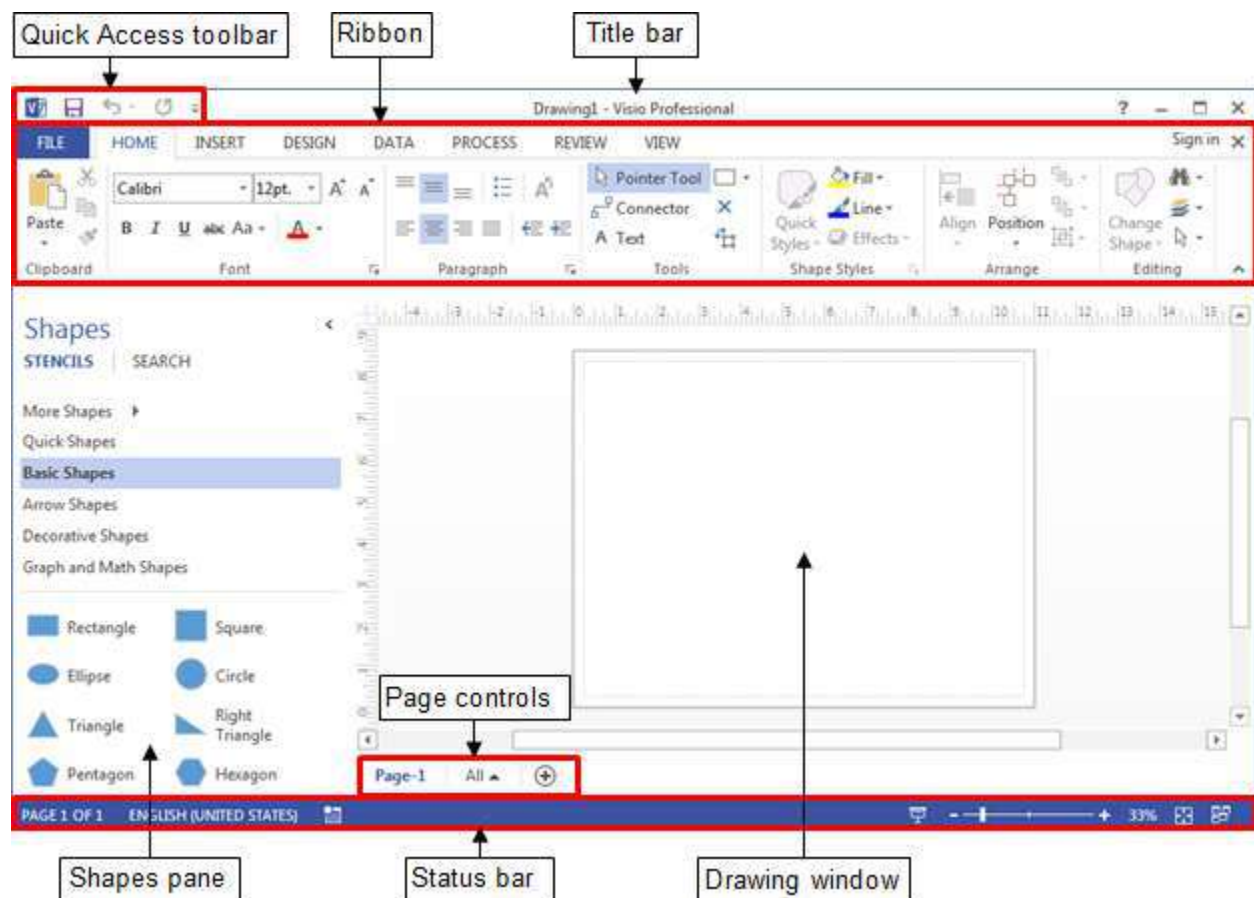 Quick Access toolbar
Ribbon
Title bar
Drawing1 - Visio Professional
?
FILE HOME INSERT DESIGN DATA PROCESS REVIEW VIEW
Sign in
Calibri 12pt. A A
Pointer Tool
Fill
Paste
Connector
Line
Quick Styles
Align Position
Change Shape
B I U abc Aa A
A Text
Effects
Clipboard Font Paragraph Tools Shape Styles Arrange Editing
Shapes
STENCILS SEARCH
More Shapes
Quick Shapes
Basic Shapes
Arrow Shapes
Decorative Shapes
Graph and Math Shapes
Rectangle Square
Ellipse Circle
Triangle Right Triangle
Pentagon Hexagon
Page controls
Page-1 All
PAGE 1 OF 1 ENGLISH (UNITED STATES)
33%
Shapes pane
Status bar
Drawing window